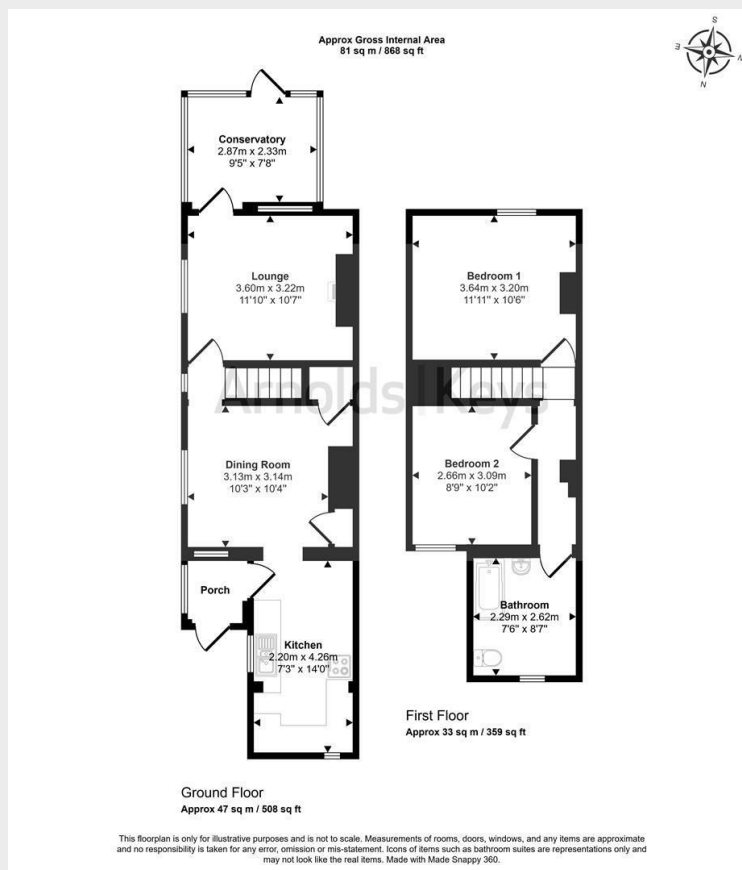 Approx Gross Internal Area
81 sq m / 868 sq ft
S
E
W
N
Conservatory
2.87m x 2.33m
9'5" x 7'8"
Lounge
3.60m x 3.22m
11'10" x 10'7"
Bedroom 1
3.64m x 3.20m
11'11" x 10'6"
Arnolds | Keys
Dining Room
3.13m x 3.14m
10'3" x 10'4"
Bedroom 2
2.66m x 3.09m
8'9" x 10'2"
Porch
Kitchen
2.20m x 4.26m
7'3" x 14'0"
Bathroom
2.29m x 2.62m
7'6" x 8'7"
First Floor
Approx 33 sq m / 359 sq ft
Ground Floor
Approx 47 sq m / 508 sq ft
This floorplan is only for illustrative purposes and is not to scale. Measurements of rooms, doors, windows, and any items are approximate
and no responsibility is taken for any error, omission or mis-statement. Icons of items such as bathroom suites are representations only and
may not look like the real items. Made with Made Snappy 360.